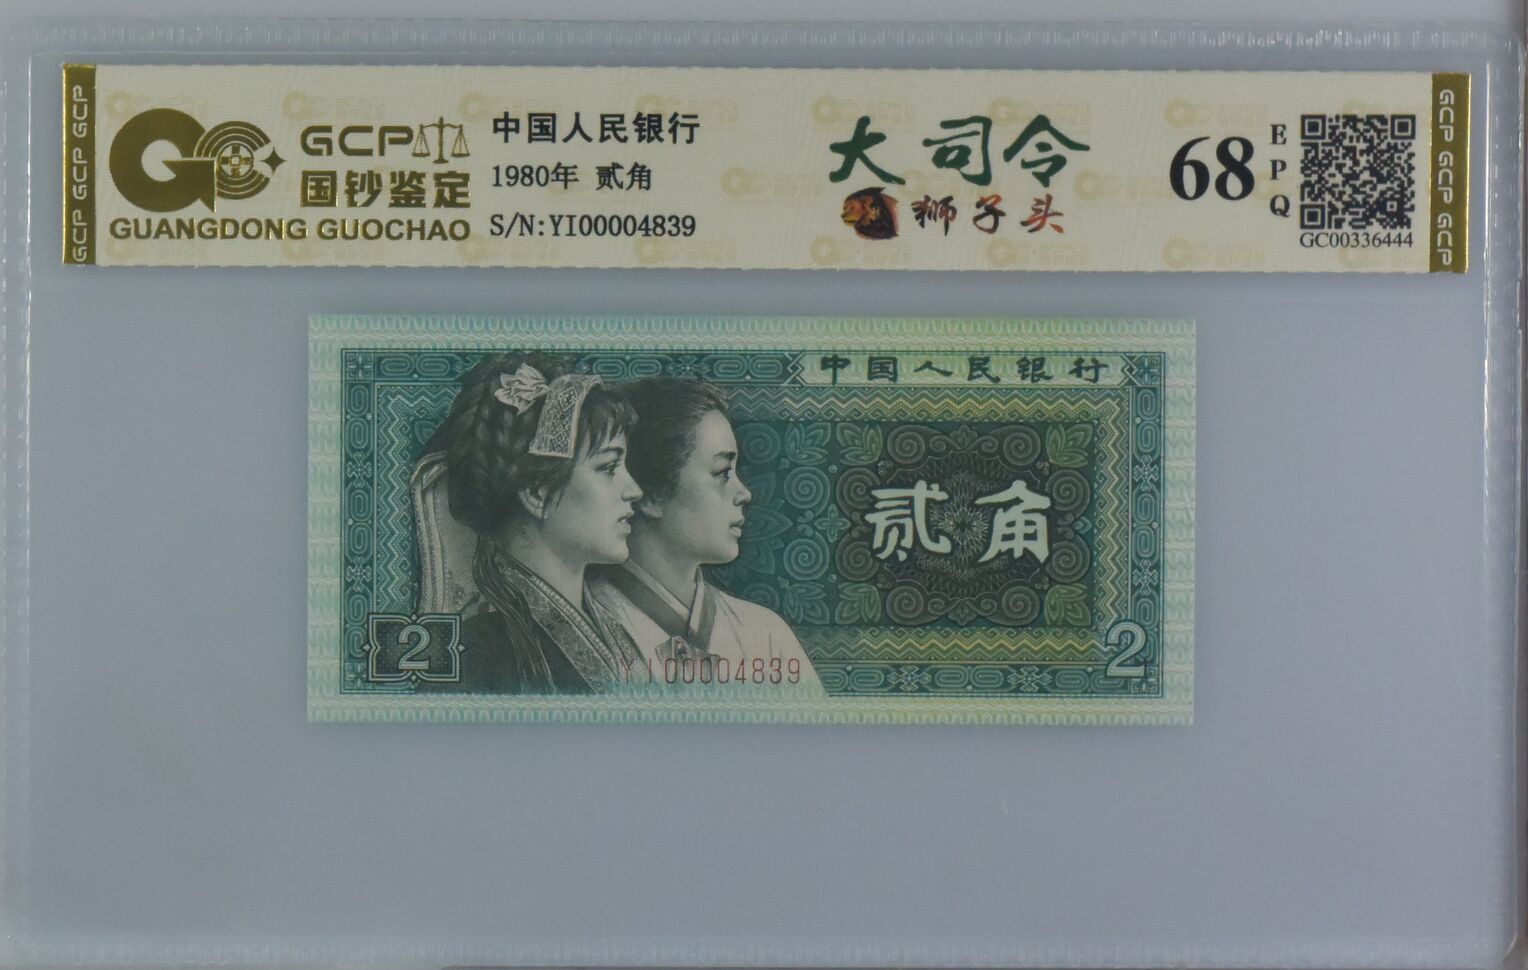 GCP GCP GCP
GCP
国钞鉴定
GUANGDONG GUOCHAO
中国人民银行
1980年 贰角
S/N:YI00004839
大司令
狮子头
68
EPQ
GC00336444
GCP GCP GCP
中国人民银行
贰角
2
YI00004839
2